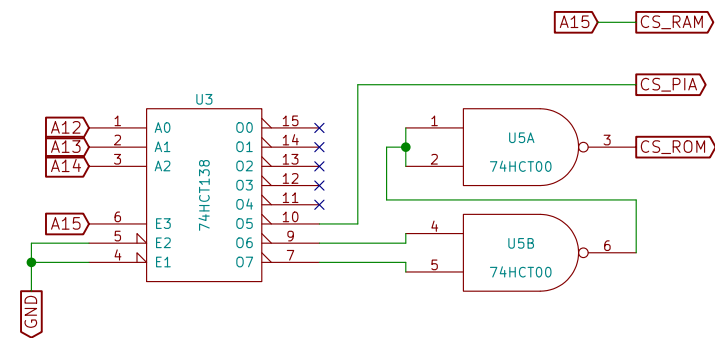 A15 CS_RAM
U3
CS_PIA
A12 1 A0 O0 15
A13 2 A1 O1 14
A14 3 A2 O2 13
O3 12
O4 11
A15 6 E3 O5 10
5 E2 O6 9
4 E1 O7 7
74HCT138
GND
1
2
U5A
74HCT00
3 CS_ROM
4
5
U5B
74HCT00
6